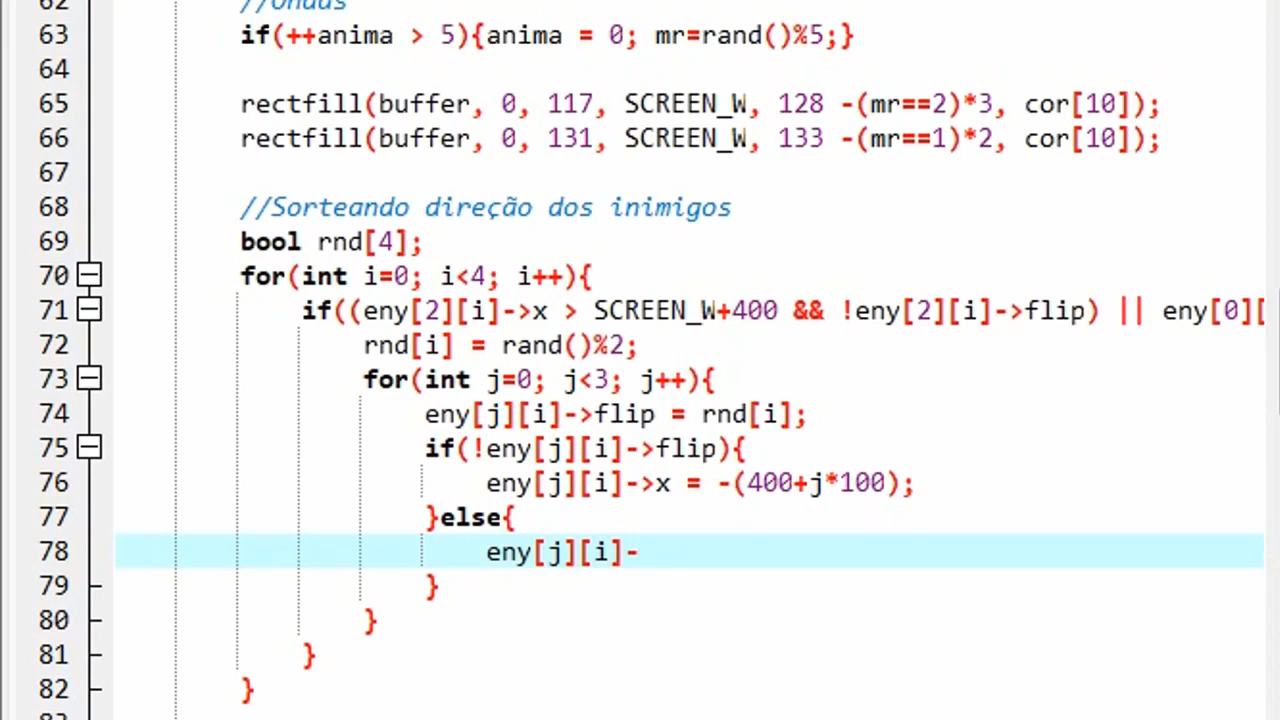 62 //Ondas
63 if(++anima > 5){anima = 0; mr=rand()%5;}
64
65 rectfill(buffer, 0, 117, SCREEN_W, 128 -(mr==2)*3, cor[10]);
66 rectfill(buffer, 0, 131, SCREEN_W, 133 -(mr==1)*2, cor[10]);
67
68 //Sorteando direção dos inimigos
69 bool rnd[4];
70 for(int i=0; i<4; i++){
71 if((eny[2][i]->x > SCREEN_W+400 && !eny[2][i]->flip) || eny[0][
72 rnd[i] = rand()%2;
73 for(int j=0; j<3; j++){
74 eny[j][i]->flip = rnd[i];
75 if(!eny[j][i]->flip){
76 eny[j][i]->x = -(400+j*100);
77 }else{
78 eny[j][i]-
79 }
80 }
81 }
82 }
83